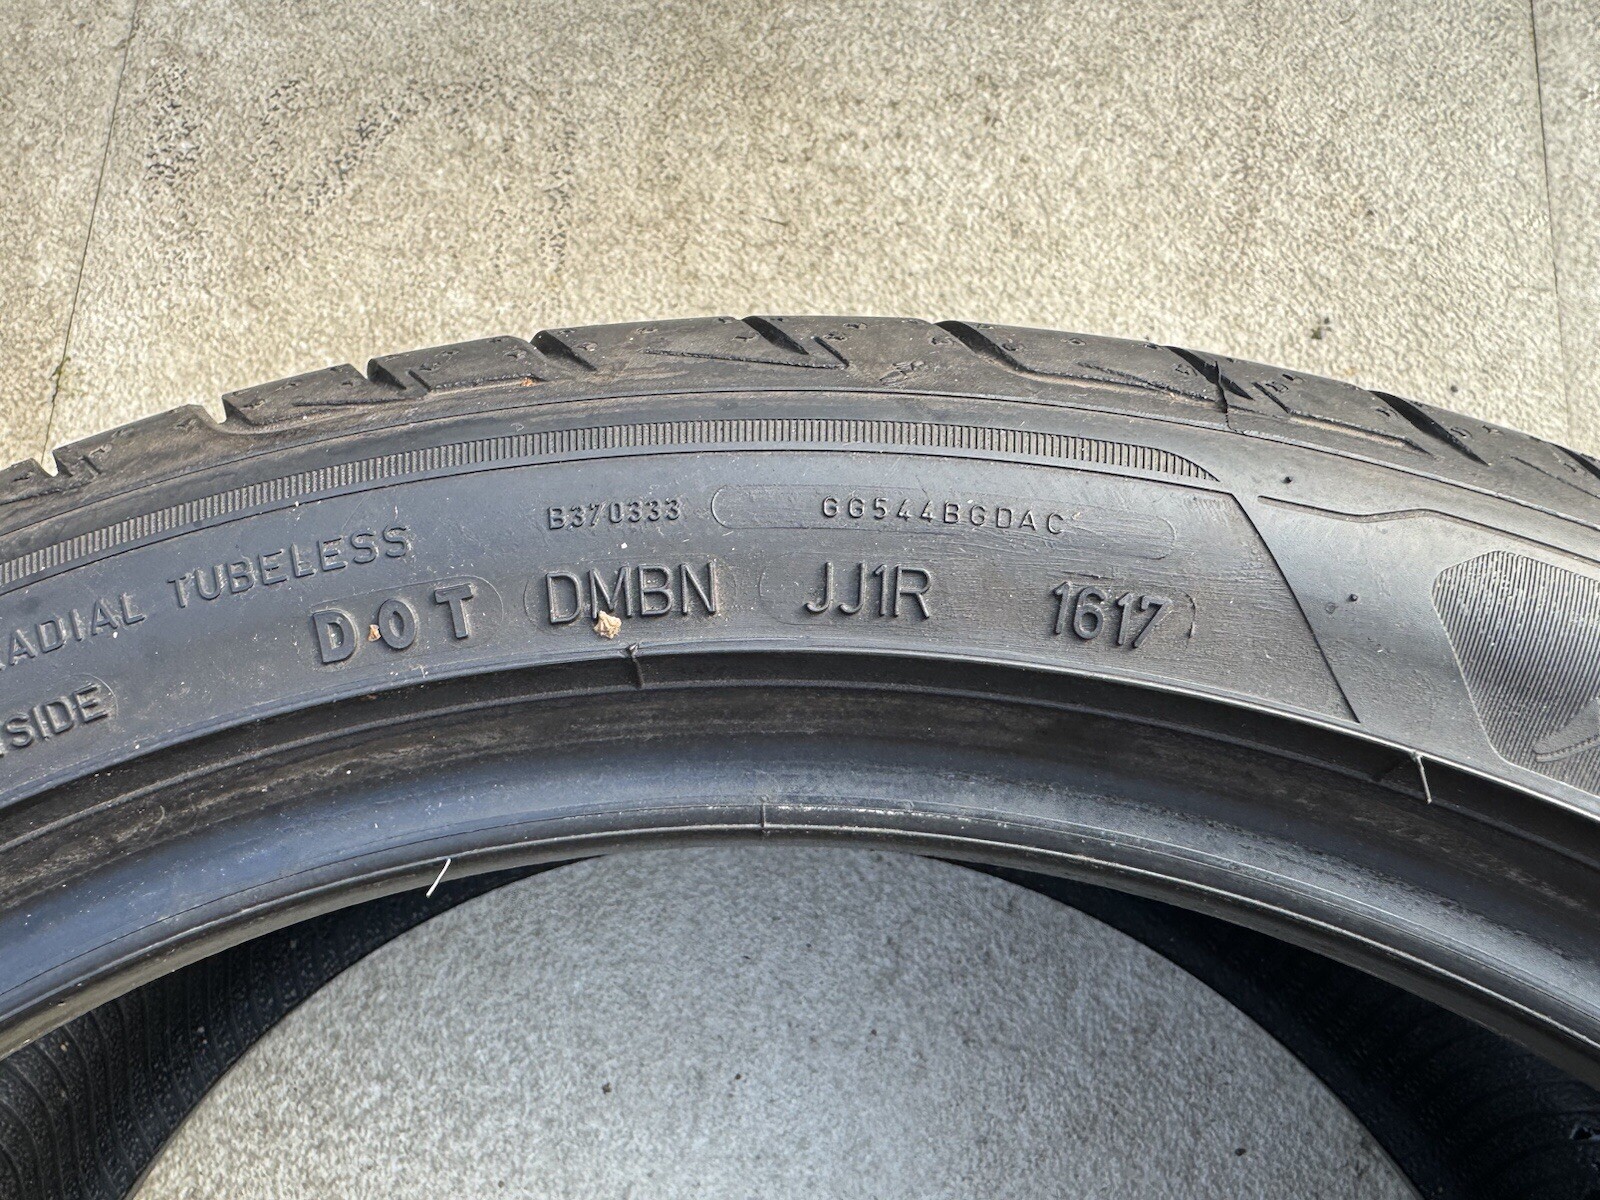 B370333 GG544BGDAC
RADIAL TUBELESS
DOT DMBN JJ1R 1617
SIDE